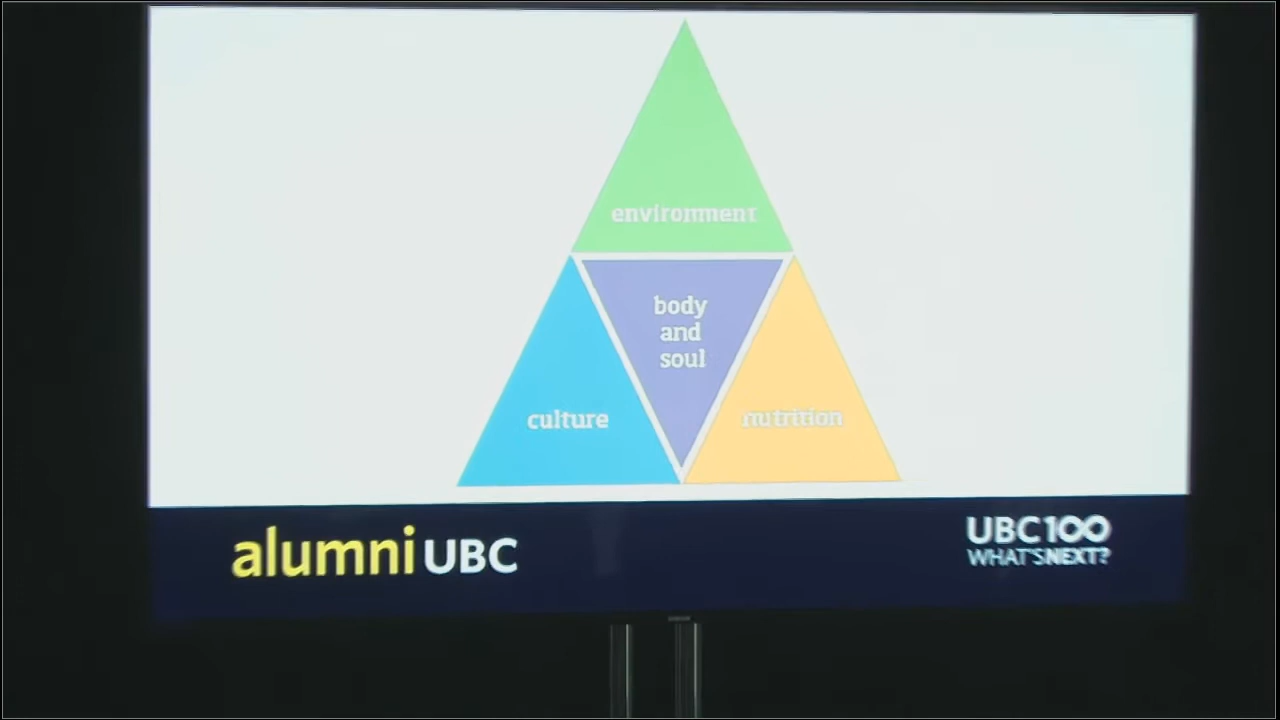 environment
body
and
soul
culture
nutrition
alumni UBC
UBC100
WHAT'S NEXT?